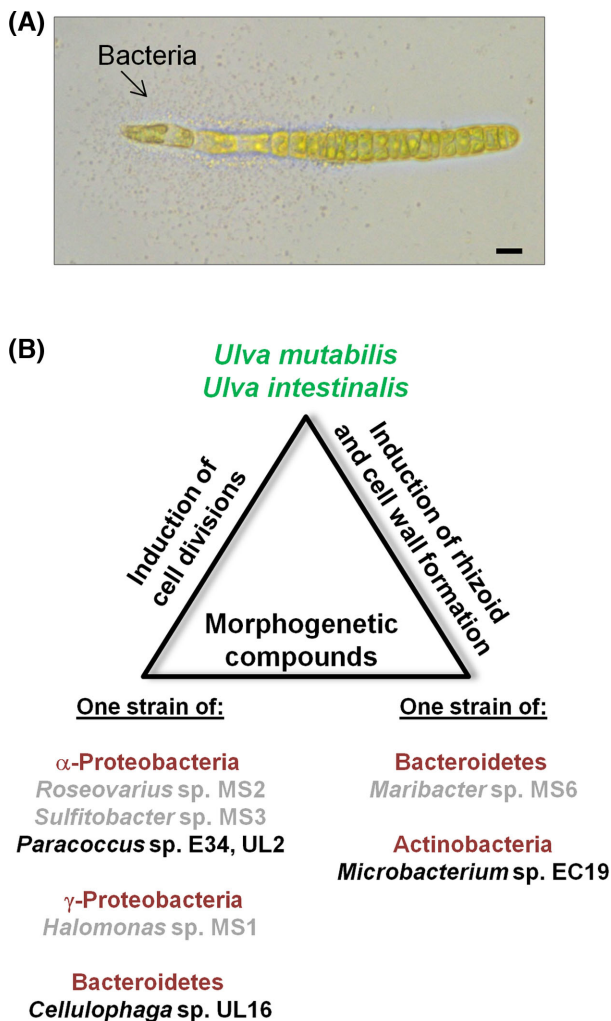 (A)
Bacteria
(B)
Ulva mutabilis
Ulva intestinalis
Induction of
cell divisions
Induction of rhizoid
and cell wall formation
Morphogenetic
compounds
One strain of:
α-Proteobacteria
Roseovarius sp. MS2
Sulfitobacter sp. MS3
Paracoccus sp. E34, UL2
γ-Proteobacteria
Halomonas sp. MS1
Bacteroidetes
Cellulophaga sp. UL16
One strain of:
Bacteroidetes
Maribacter sp. MS6
Actinobacteria
Microbacterium sp. EC19